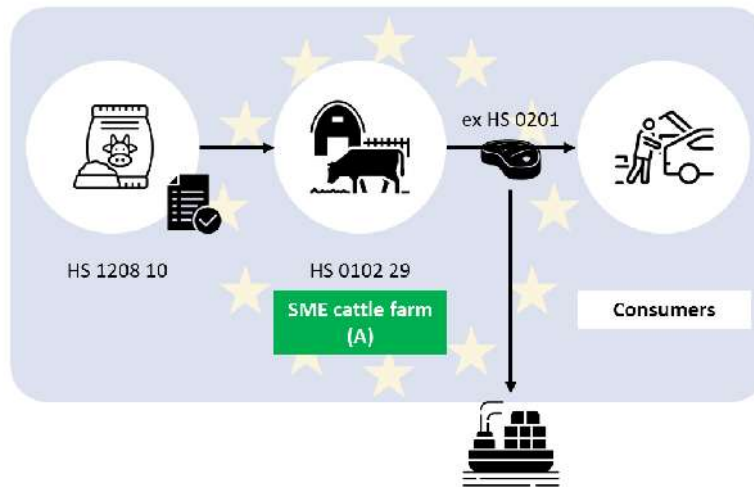 ex HS 0201
HS 1208 10
HS 0102 29
SME cattle farm
(A)
Consumers